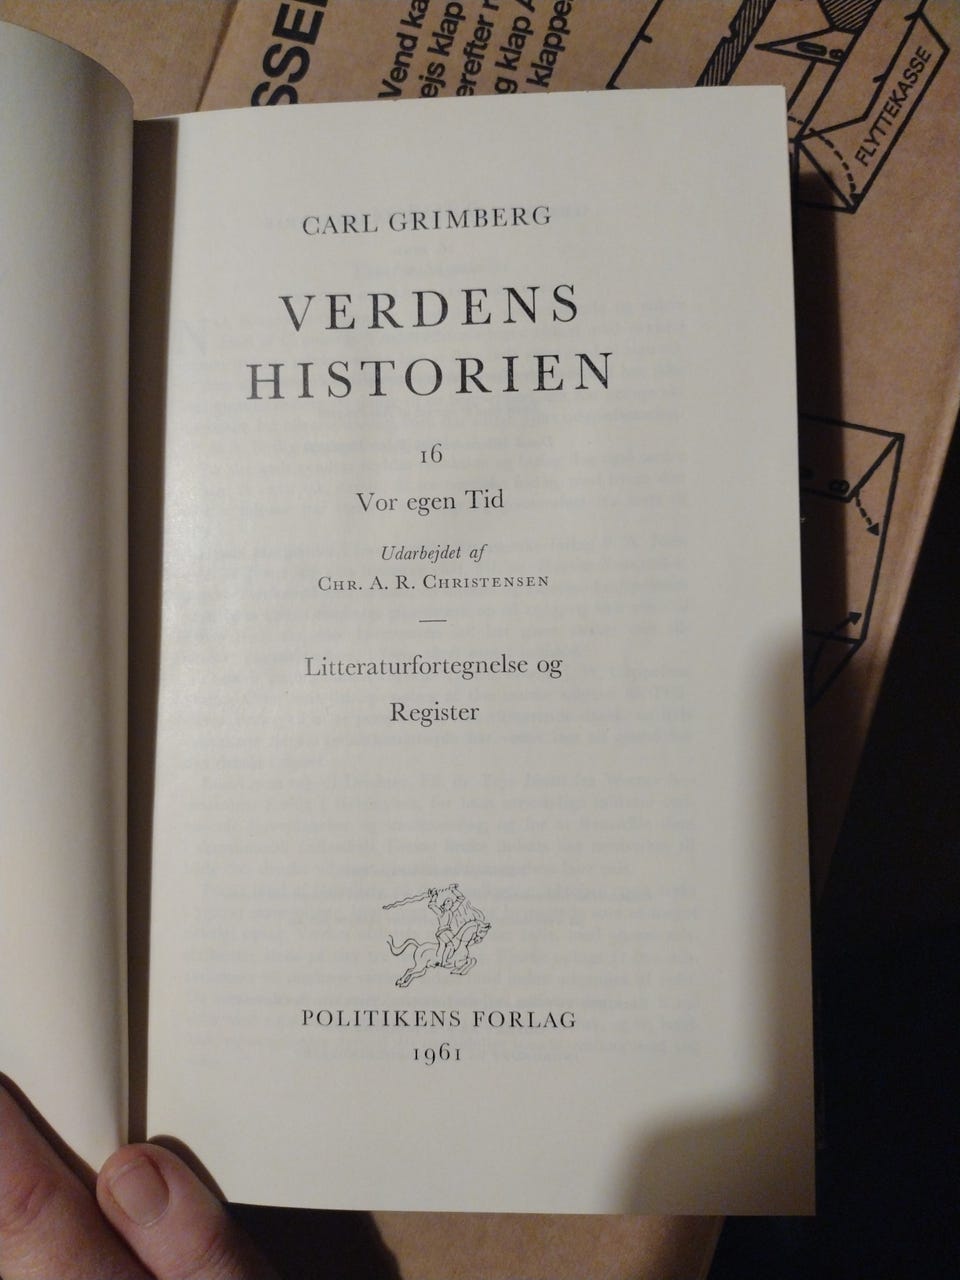 SSE
Vend ka
ejs klap
erefter
g klap A
klappe
FLYTTEKASSE
CARL GRIMBERG
VERDENS
HISTORIEN
16
Vor egen Tid
Udarbejdet af
CHR. A. R. CHRISTENSEN
Litteraturfortegnelse og
Register
POLITIKENS FORLAG
1961